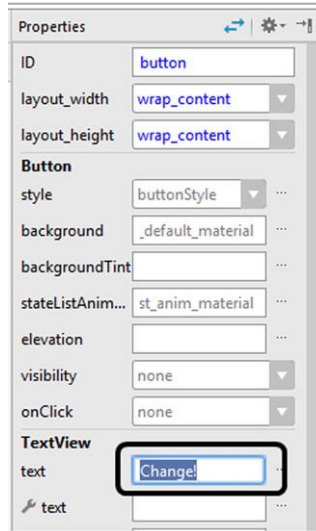 Properties
ID button
layout_width wrap_content
layout_height wrap_content
Button
style buttonStyle ...
background _default_material ...
backgroundTint ...
stateListAnim... st_anim_material ...
elevation ...
visibility none
onClick none
TextView
text Change! ...
text ...